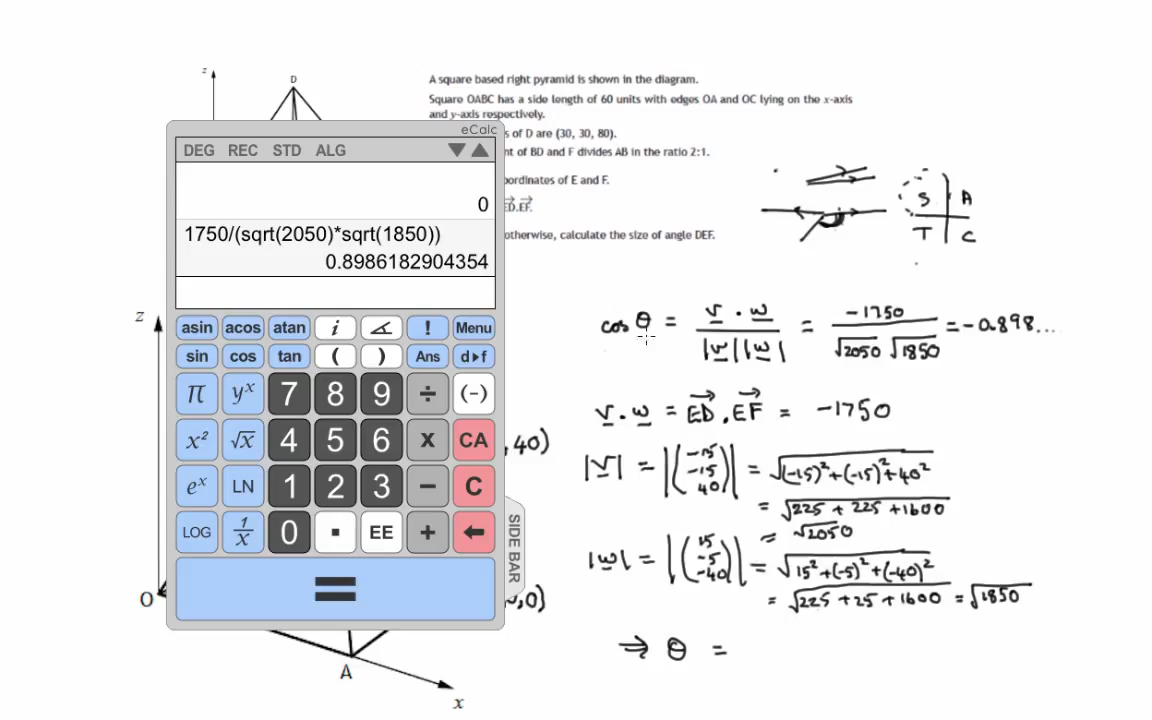 z
D
A square based right pyramid is shown in the diagram.
Square OABC has a side length of 60 units with edges OA and OC lying on the x-axis
and y-axis respectively.
s of D are (30, 30, 80).
nt of BD and F divides AB in the ratio 2:1.
oordinates of E and F.
ED.EF.
otherwise, calculate the size of angle DEF.
S A
T C
eCalc
DEG REC STD ALG
0
1750/(sqrt(2050)*sqrt(1850))
0.8986182904354
asin acos atan i ∠ ! Menu
sin cos tan ( ) Ans d▸f
π yˣ 7 8 9 ÷ (-)
x² √x 4 5 6 x CA
eˣ LN 1 2 3 − C
LOG 1/x 0 . EE +
=
SIDE BAR
z
, 40)
O
,0)
A
x
cos θ = v . w / |v||w| = -1750 / √2050 √1850 = -0.898...
v . w = ED . EF = -1750
|v| = |(-15 -15 40)| = √(-15)²+(-15)²+40²
= √225 + 225 + 1600
= √2050
|w| = |(15 -5 -40)| = √15²+(-5)²+(-40)²
= √225 + 25 + 1600 = √1850
⇒ θ =